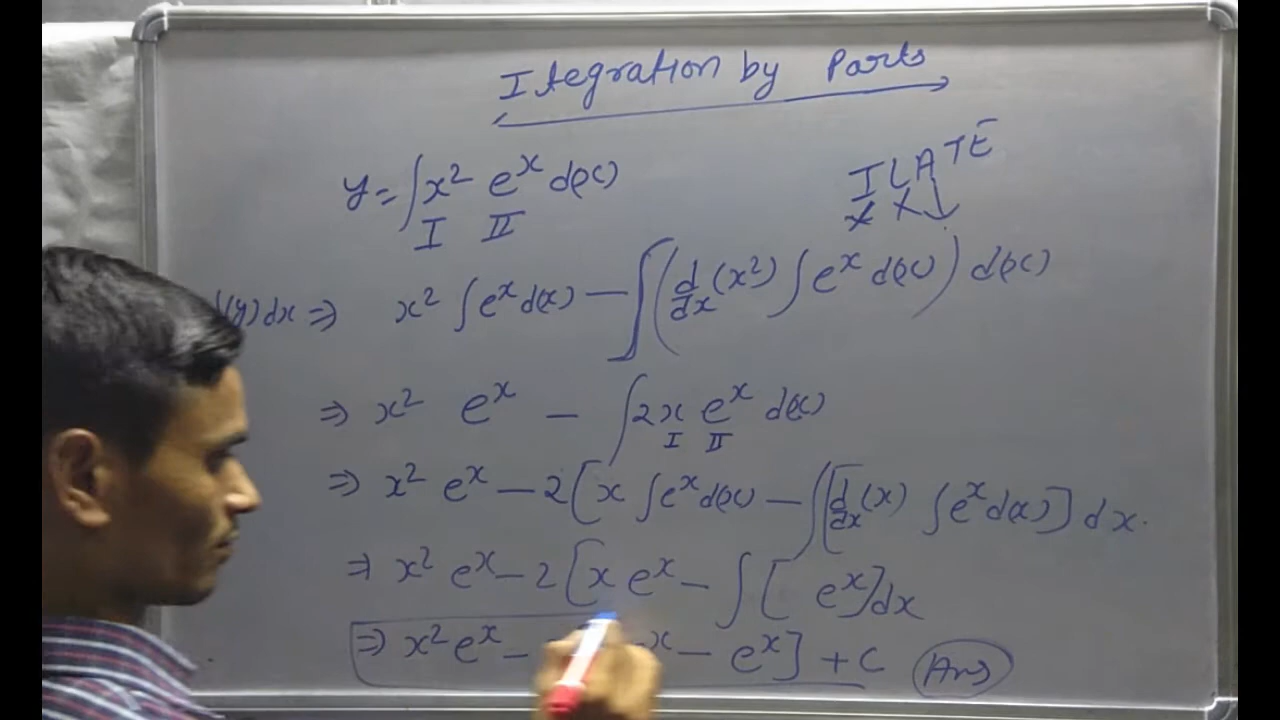 Itegration by Parts
y = ∫ x² eˣ d(x)
I II
ILATE
x x ↓
(y) dx ⇒ x² ∫ eˣ d(x) − ∫ ( d/dx (x²) ∫ eˣ d(x) ) d(x)
⇒ x² eˣ − ∫ 2x eˣ d(x)
I II
⇒ x² eˣ − 2 [ x ∫ eˣ d(x) − ∫ [ d/dx (x) ∫ eˣ d(x) ] dx.
⇒ x² eˣ − 2 [ x eˣ − ∫ [ eˣ ] dx
⇒ x² eˣ − x − eˣ ] + C Ans